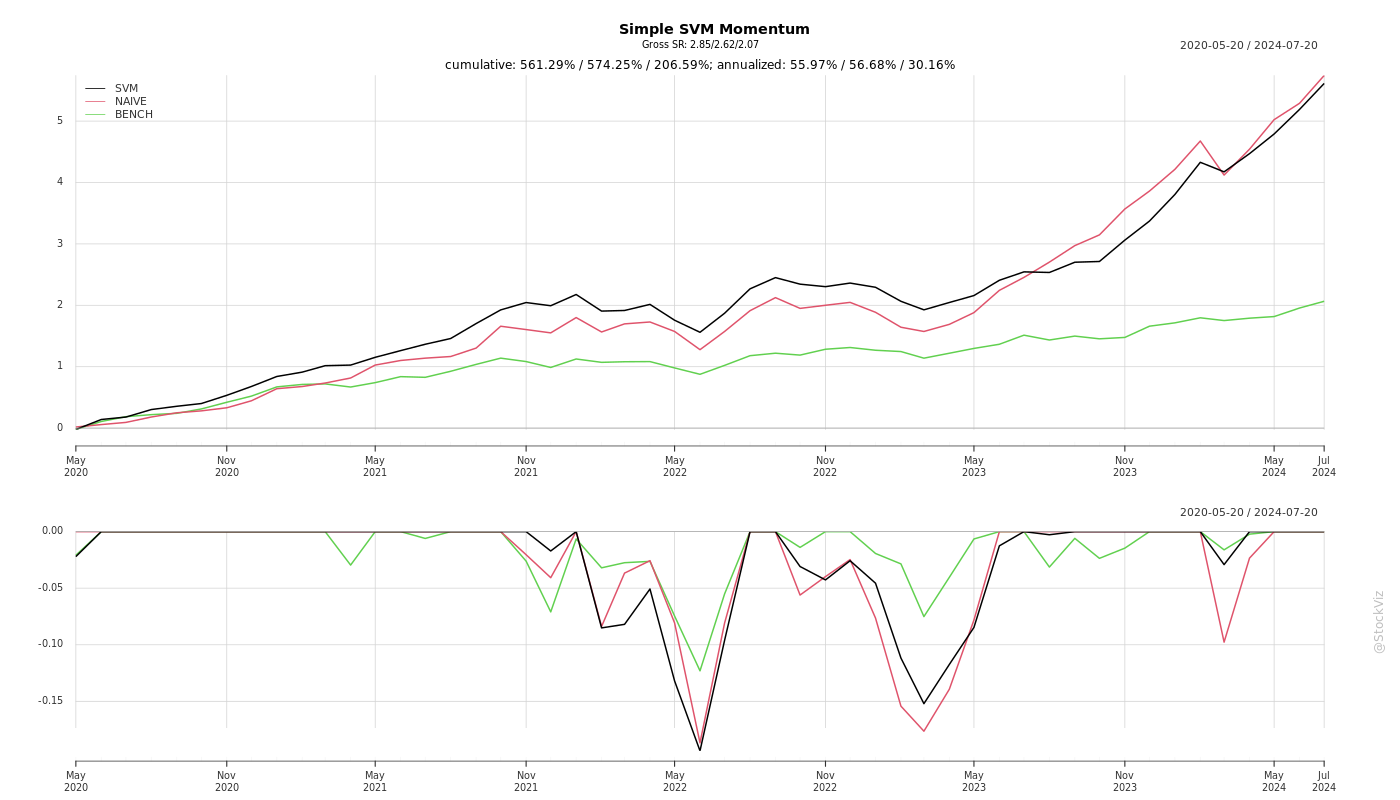 Simple SVM Momentum
Gross SR: 2.85/2.62/2.07
2020-05-20 / 2024-07-20
cumulative: 561.29% / 574.25% / 206.59%; annualized: 55.97% / 56.68% / 30.16%
SVM
NAIVE
BENCH
5
4
3
2
1
0
May Nov May Nov May Nov May Nov May Jul
2020 2020 2021 2021 2022 2022 2023 2023 2024 2024
2020-05-20 / 2024-07-20
0.00
-0.05
-0.10
-0.15
May Nov May Nov May Nov May Nov May Jul
2020 2020 2021 2021 2022 2022 2023 2023 2024 2024
@StockViz